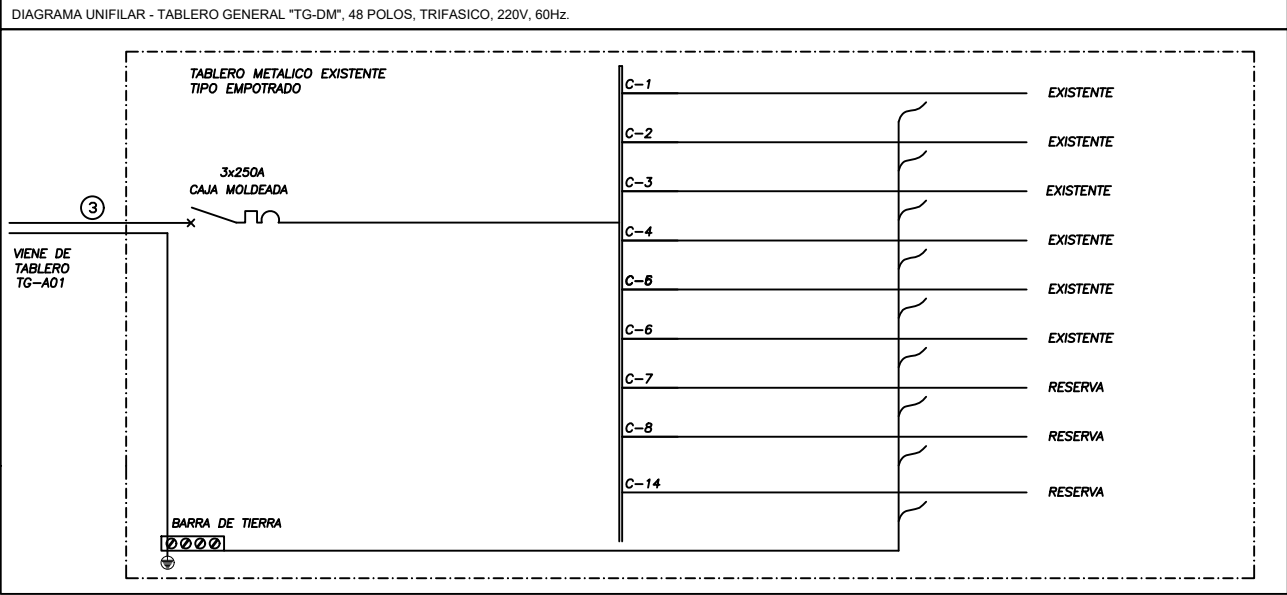 DIAGRAMA UNIFILAR - TABLERO GENERAL "TG-DM", 48 POLOS, TRIFASICO, 220V, 60Hz.
TABLERO METALICO EXISTENTE
TIPO EMPOTRADO
3x250A
CAJA MOLDEADA
3
VIENE DE
TABLERO
TG-A01
C-1 EXISTENTE
C-2 EXISTENTE
C-3 EXISTENTE
C-4 EXISTENTE
C-5 EXISTENTE
C-6 EXISTENTE
C-7 RESERVA
C-8 RESERVA
C-14 RESERVA
BARRA DE TIERRA